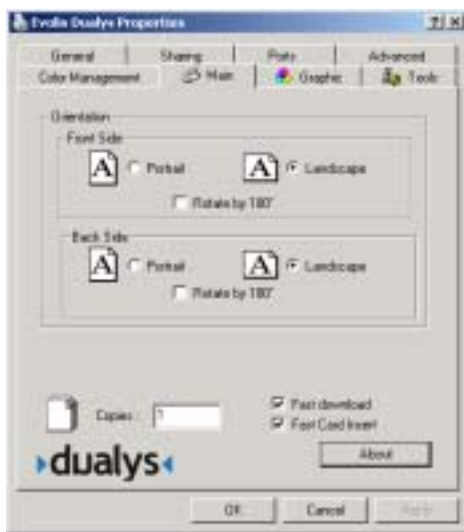 Evolis Dualys Properties ? X
General Sharing Ports Advanced
Color Management Main Graphic Tools
Orientation
Front Side
A Portrait A Landscape
Rotate by 180°
Back Side
A Portrait A Landscape
Rotate by 180°
Copies : 1
Fast download
Fast Card Insert
dualys
About
OK Cancel Apply